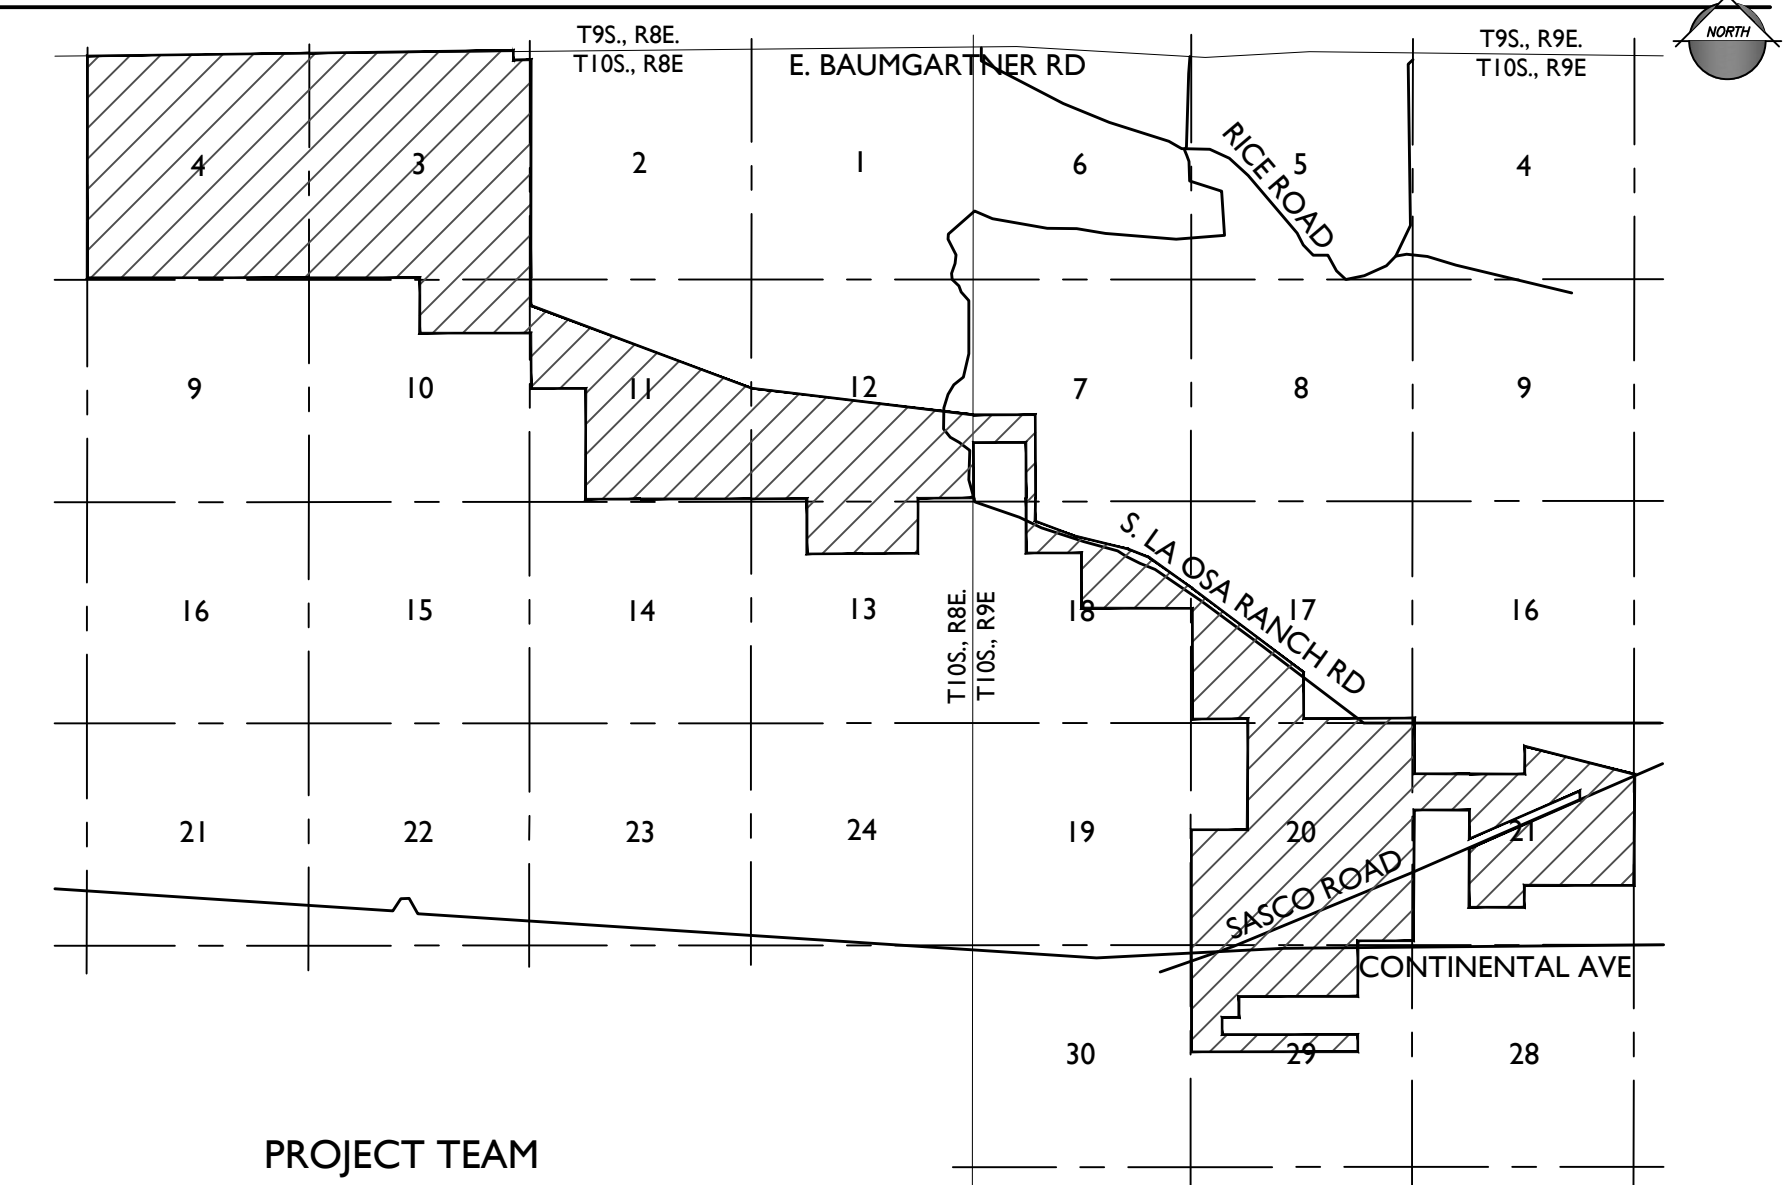 NORTH
T9S., R8E.
T10S., R8E
E. BAUMGARTNER RD
T9S., R9E.
T10S., R9E
RICE ROAD
4
3
2
1
6
5
4
9
10
11
12
7
8
9
S. LA OSA RANCH RD
16
15
14
13
T10S., R8E.
T10S., R9E
18
17
16
21
22
23
24
19
20
21
SASCO ROAD
CONTINENTAL AVE
30
29
28
PROJECT TEAM